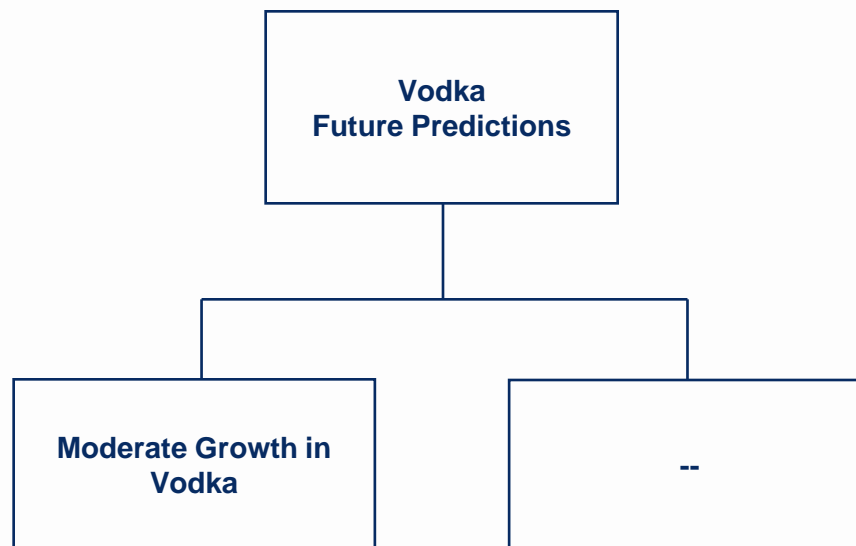 Vodka
Future Predictions
Moderate Growth in
Vodka
--